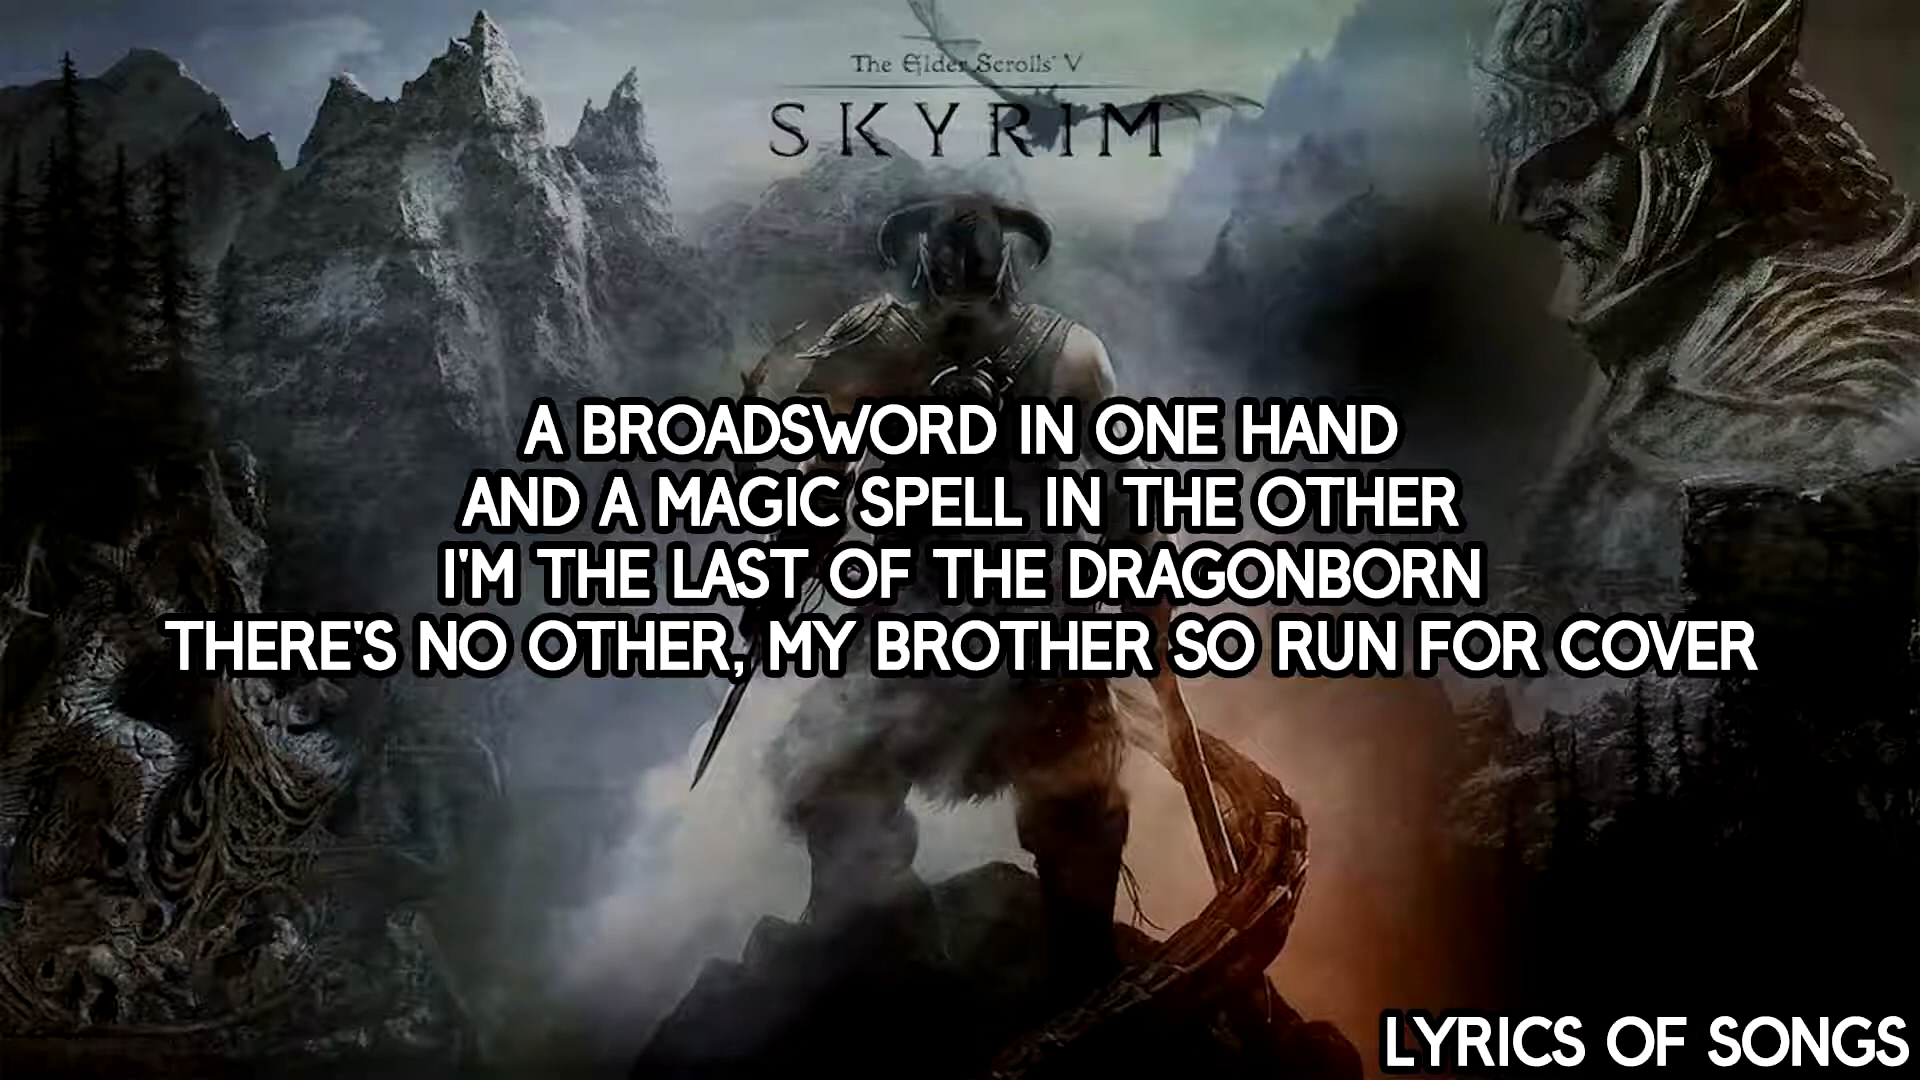 The Elder Scrolls V
SKYRIM
A BROADSWORD IN ONE HAND
AND A MAGIC SPELL IN THE OTHER
I'M THE LAST OF THE DRAGONBORN
THERE'S NO OTHER, MY BROTHER SO RUN FOR COVER
LYRICS OF SONGS